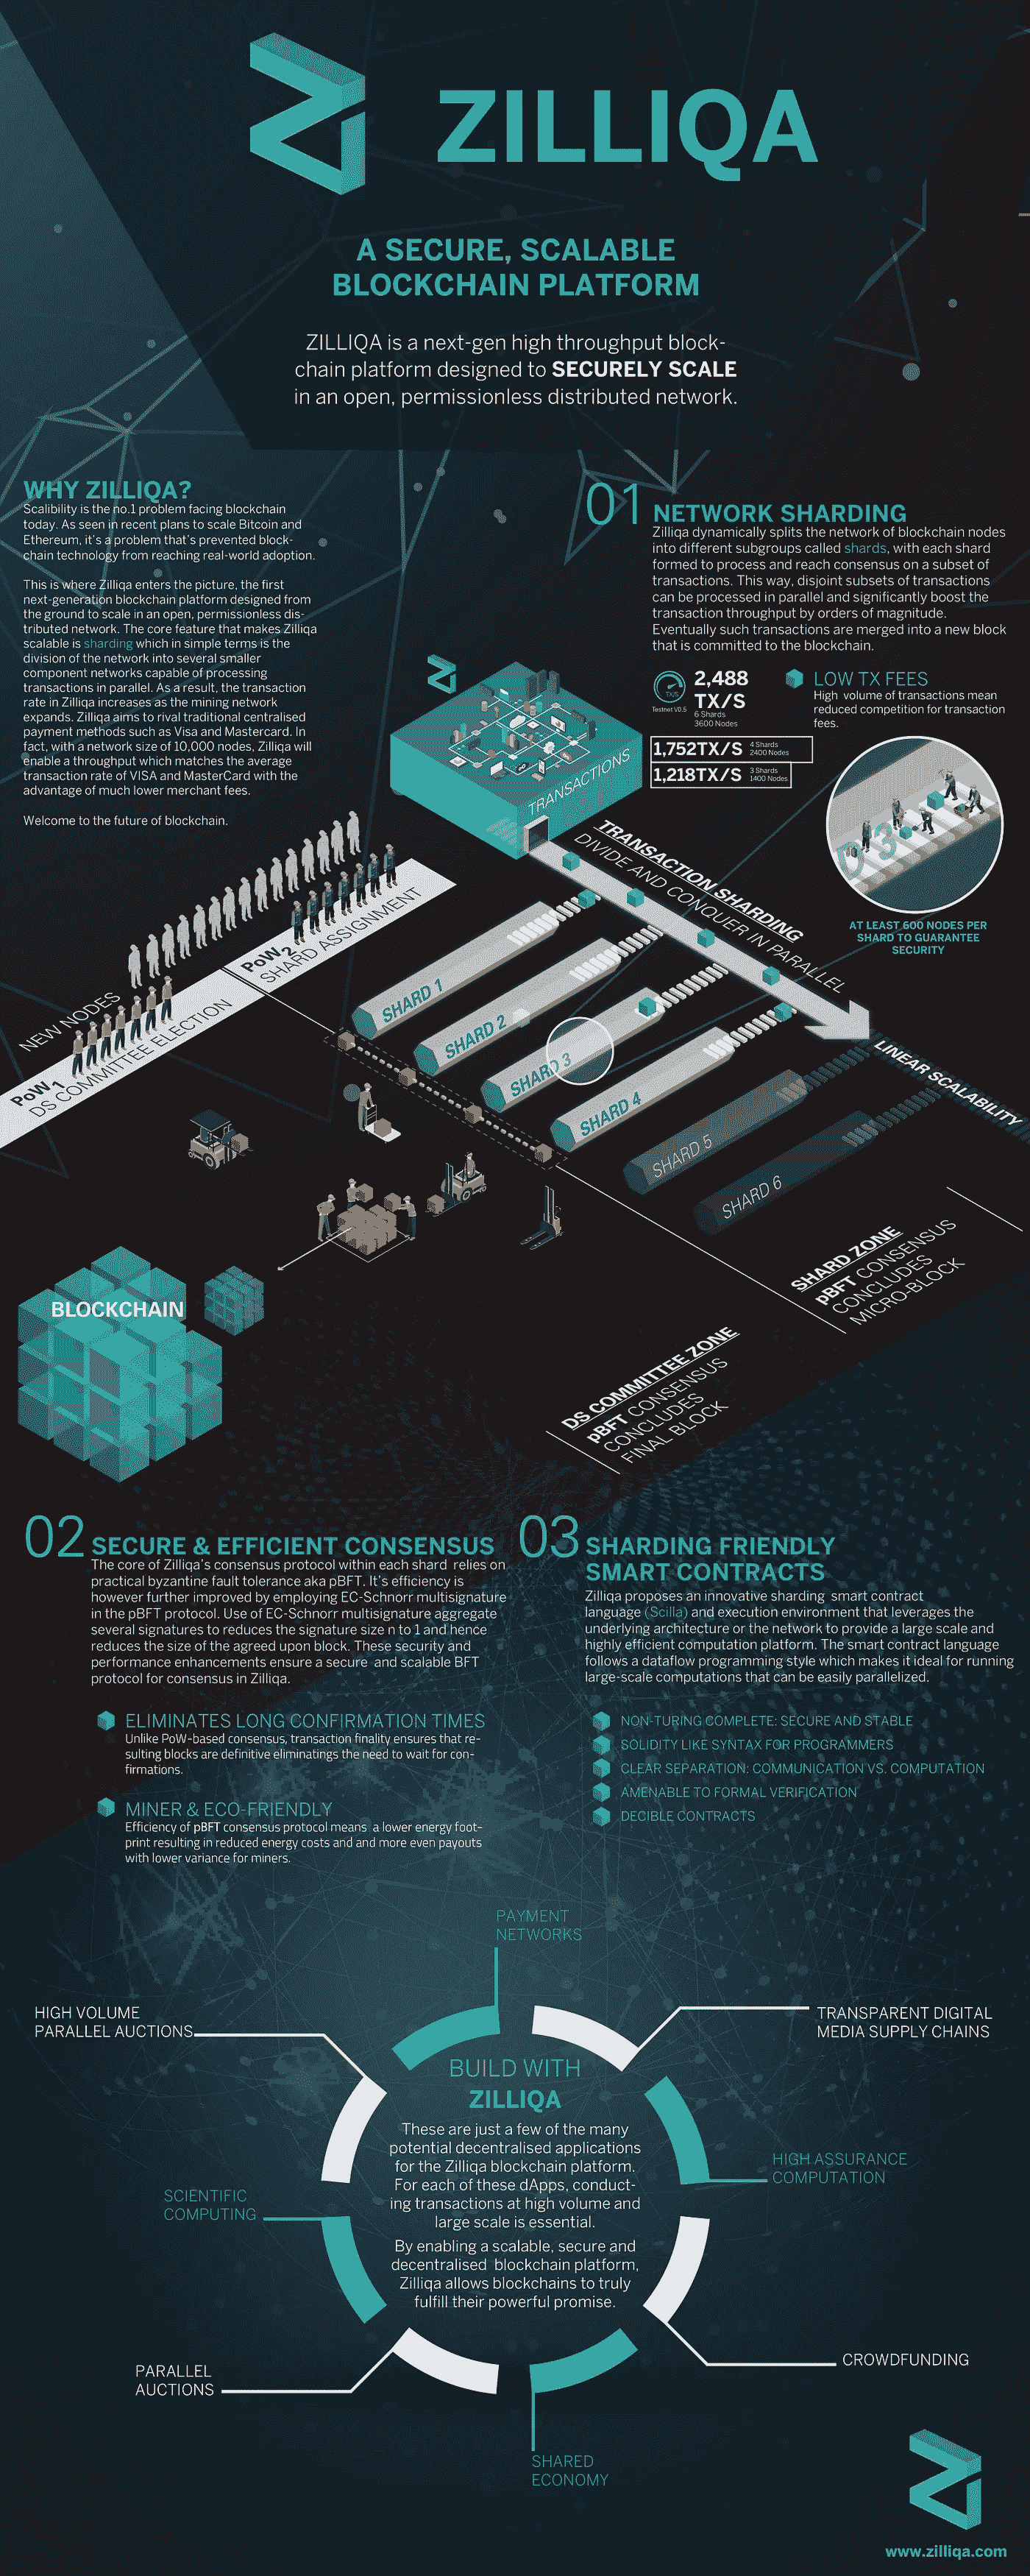 ZILLIQA
A SECURE, SCALABLE
BLOCKCHAIN PLATFORM
ZILLIQA is a next-gen high throughput block-
chain platform designed to SECURELY SCALE
in an open, permissionless distributed network.
WHY ZILLIQA?
Scalibility is the no.1 problem facing blockchain
today. As seen in recent plans to scale Bitcoin and
Ethereum, it's a problem that's prevented block-
chain technology from reaching real-world adoption.
This is where Zilliqa enters the picture, the first
next-generation blockchain platform designed from
the ground to scale in an open, permissionless dis-
tributed network. The core feature that makes Zilliqa
scalable is sharding which in simple terms is the
division of the network into several smaller
component networks capable of processing
transactions in parallel. As a result, the transaction
rate in Zilliqa increases as the mining network
expands. Zilliqa aims to rival traditional centralised
payment methods such as Visa and Mastercard. In
fact, with a network size of 10,000 nodes, Zilliqa will
enable a throughput which matches the average
transaction rate of VISA and MasterCard with the
advantage of much lower merchant fees.
Welcome to the future of blockchain.
01 NETWORK SHARDING
Zilliqa dynamically splits the network of blockchain nodes
into different subgroups called shards, with each shard
formed to process and reach consensus on a subset of
transactions. This way, disjoint subsets of transactions
can be processed in parallel and significantly boost the
transaction throughput by orders of magnitude.
Eventually such transactions are merged into a new block
that is committed to the blockchain.
TX/S
Testnet V0.5
2,488
TX/S
6 Shards
3600 Nodes
1,752TX/S
4 Shards
2400 Nodes
1,218TX/S
3 Shards
1400 Nodes
LOW TX FEES
High volume of transactions mean
reduced competition for transaction
fees.
D 3
AT LEAST 600 NODES PER
SHARD TO GUARANTEE
SECURITY
TRANSACTIONS
TRANSACTION SHARDING
DIVIDE AND CONQUER IN PARALLEL
LINEAR SCALABILITY
NEW NODES
PoW 1
DS COMMITTEE ELECTION
PoW 2
SHARD ASSIGNMENT
SHARD 1
SHARD 2
SHARD 3
SHARD 4
SHARD 5
SHARD 6
SHARD ZONE
pBFT CONSENSUS
CONCLUDES
MICRO-BLOCK
DS COMMITTEE ZONE
pBFT CONSENSUS
CONCLUDES
FINAL BLOCK
BLOCKCHAIN
02 SECURE & EFFICIENT CONSENSUS
The core of Zilliqa's consensus protocol within each shard relies on
practical byzantine fault tolerance aka pBFT. It's efficiency is
however further improved by employing EC-Schnorr multisignature
in the pBFT protocol. Use of EC-Schnorr multisignature aggregate
several signatures to reduces the signature size n to 1 and hence
reduces the size of the agreed upon block. These security and
performance enhancements ensure a secure and scalable BFT
protocol for consensus in Zilliqa.
ELIMINATES LONG CONFIRMATION TIMES
Unlike PoW-based consensus, transaction finality ensures that re-
sulting blocks are definitive eliminatings the need to wait for con-
firmations.
MINER & ECO-FRIENDLY
Efficiency of pBFT consensus protocol means a lower energy foot-
print resulting in reduced energy costs and and more even payouts
with lower variance for miners.
03 SHARDING FRIENDLY
SMART CONTRACTS
Zilliqa proposes an innovative sharding smart contract
language (Scilla) and execution environment that leverages the
underlying architecture or the network to provide a large scale and
highly efficient computation platform. The smart contract language
follows a dataflow programming style which makes it ideal for running
large-scale computations that can be easily parallelized.
NON-TURING COMPLETE: SECURE AND STABLE
SOLIDITY LIKE SYNTAX FOR PROGRAMMERS
CLEAR SEPARATION: COMMUNICATION VS. COMPUTATION
AMENABLE TO FORMAL VERIFICATION
DECIBLE CONTRACTS
PAYMENT
NETWORKS
HIGH VOLUME
PARALLEL AUCTIONS
TRANSPARENT DIGITAL
MEDIA SUPPLY CHAINS
BUILD WITH
ZILLIQA
These are just a few of the many
potential decentralised applications
for the Zilliqa blockchain platform.
For each of these dApps, conduct-
ing transactions at high volume and
large scale is essential.
By enabling a scalable, secure and
decentralised blockchain platform,
Zilliqa allows blockchains to truly
fulfill their powerful promise.
HIGH ASSURANCE
COMPUTATION
SCIENTIFIC
COMPUTING
CROWDFUNDING
PARALLEL
AUCTIONS
SHARED
ECONOMY
www.zilliqa.com